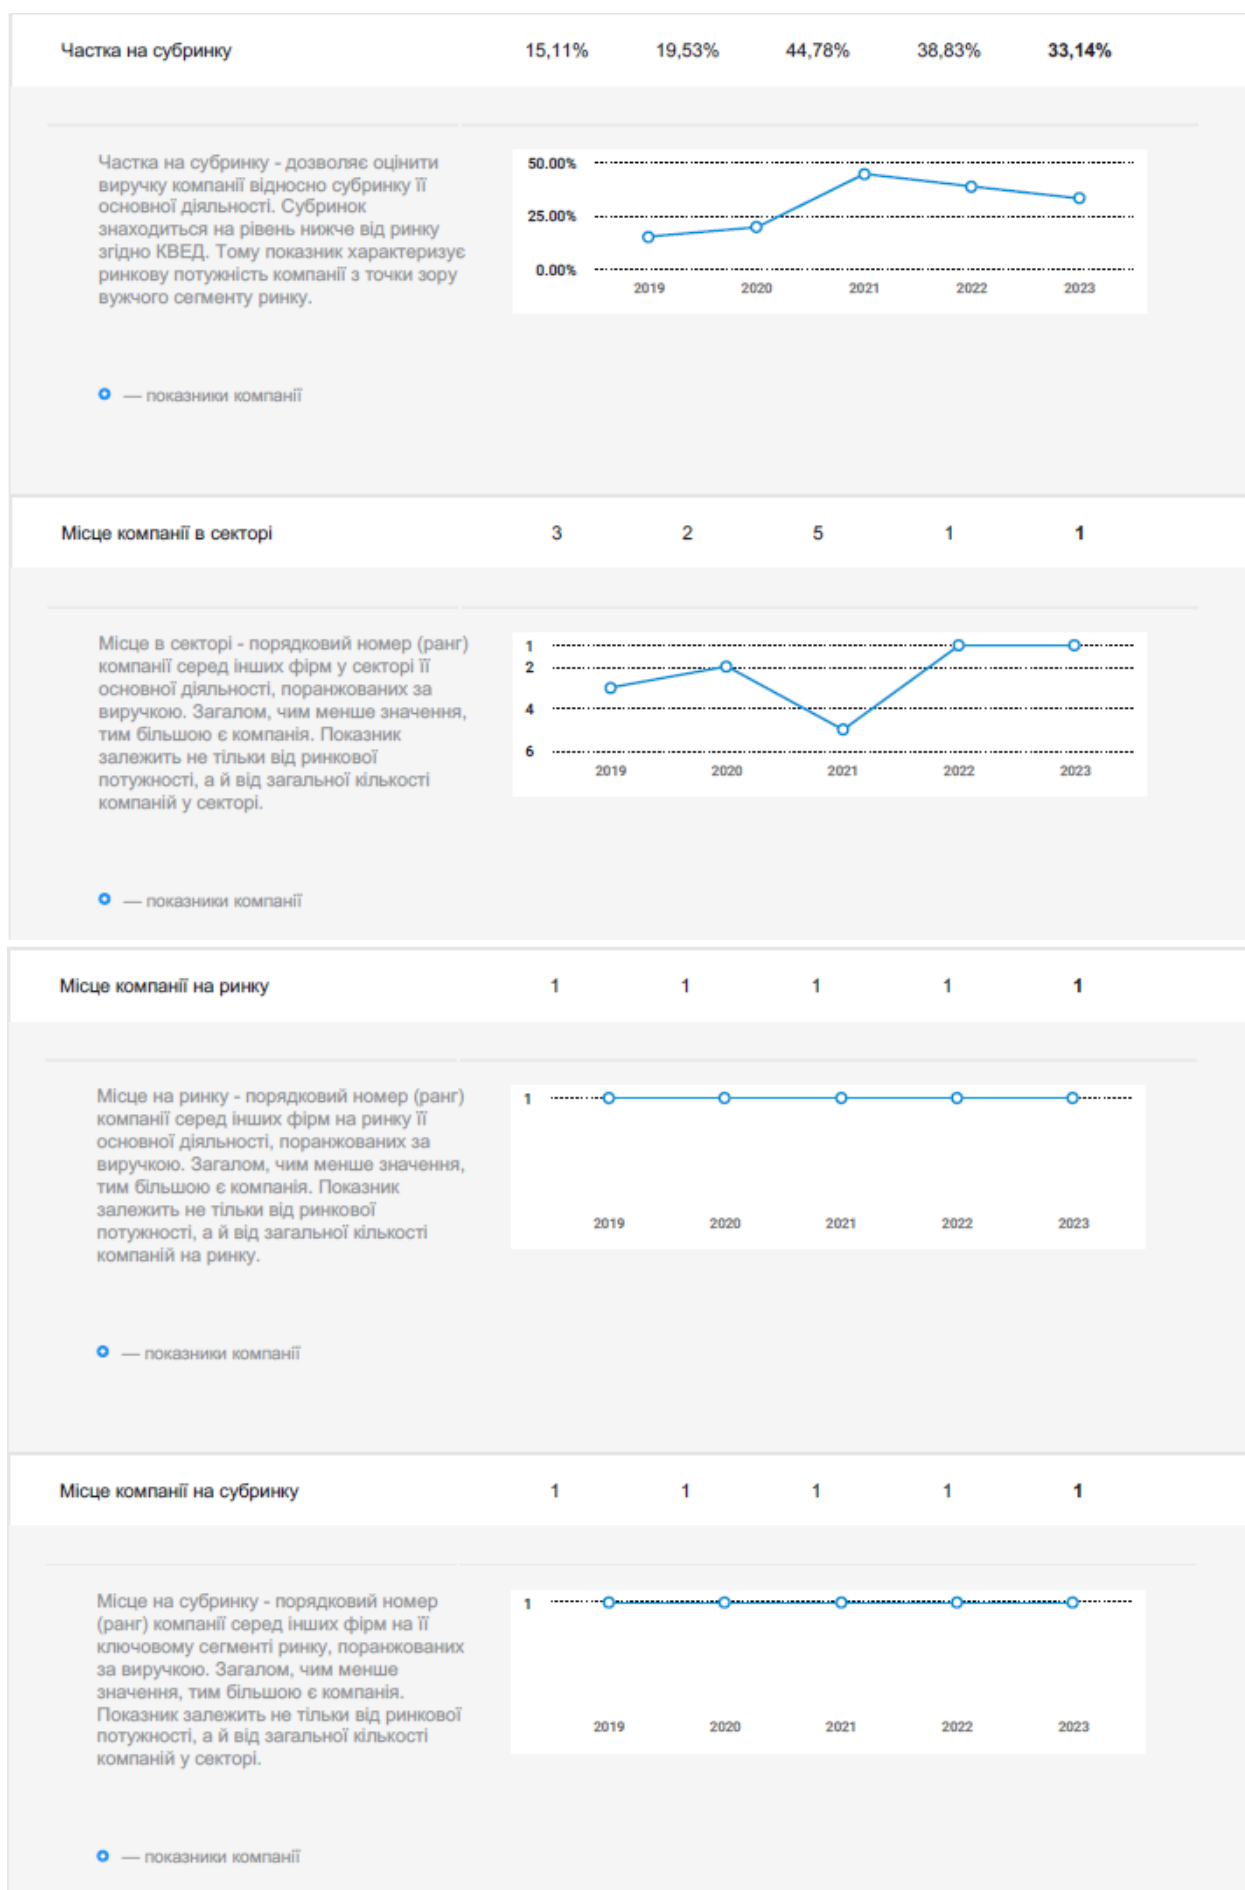 Частка на субринку 15,11% 19,53% 44,78% 38,83% 33,14%
Частка на субринку - дозволяє оцінити
виручку компанії відносно субринку її
основної діяльності. Субринок
знаходиться на рівень нижче від ринку
згідно КВЕД. Тому показник характеризує
ринкову потужність компанії з точки зору
вужчого сегменту ринку.
50.00%
25.00%
0.00%
2019 2020 2021 2022 2023
— показники компанії
Місце компанії в секторі 3 2 5 1 1
Місце в секторі - порядковий номер (ранг)
компанії серед інших фірм у секторі її
основної діяльності, поранжованих за
виручкою. Загалом, чим менше значення,
тим більшою є компанія. Показник
залежить не тільки від ринкової
потужності, а й від загальної кількості
компаній у секторі.
1
2
4
6
2019 2020 2021 2022 2023
— показники компанії
Місце компанії на ринку 1 1 1 1 1
Місце на ринку - порядковий номер (ранг)
компанії серед інших фірм на ринку її
основної діяльності, поранжованих за
виручкою. Загалом, чим менше значення,
тим більшою є компанія. Показник
залежить не тільки від ринкової
потужності, а й від загальної кількості
компаній на ринку.
1
2019 2020 2021 2022 2023
— показники компанії
Місце компанії на субринку 1 1 1 1 1
Місце на субринку - порядковий номер
(ранг) компанії серед інших фірм на її
ключовому сегменті ринку, поранжованих
за виручкою. Загалом, чим менше
значення, тим більшою є компанія.
Показник залежить не тільки від ринкової
потужності, а й від загальної кількості
компаній у секторі.
1
2019 2020 2021 2022 2023
— показники компанії